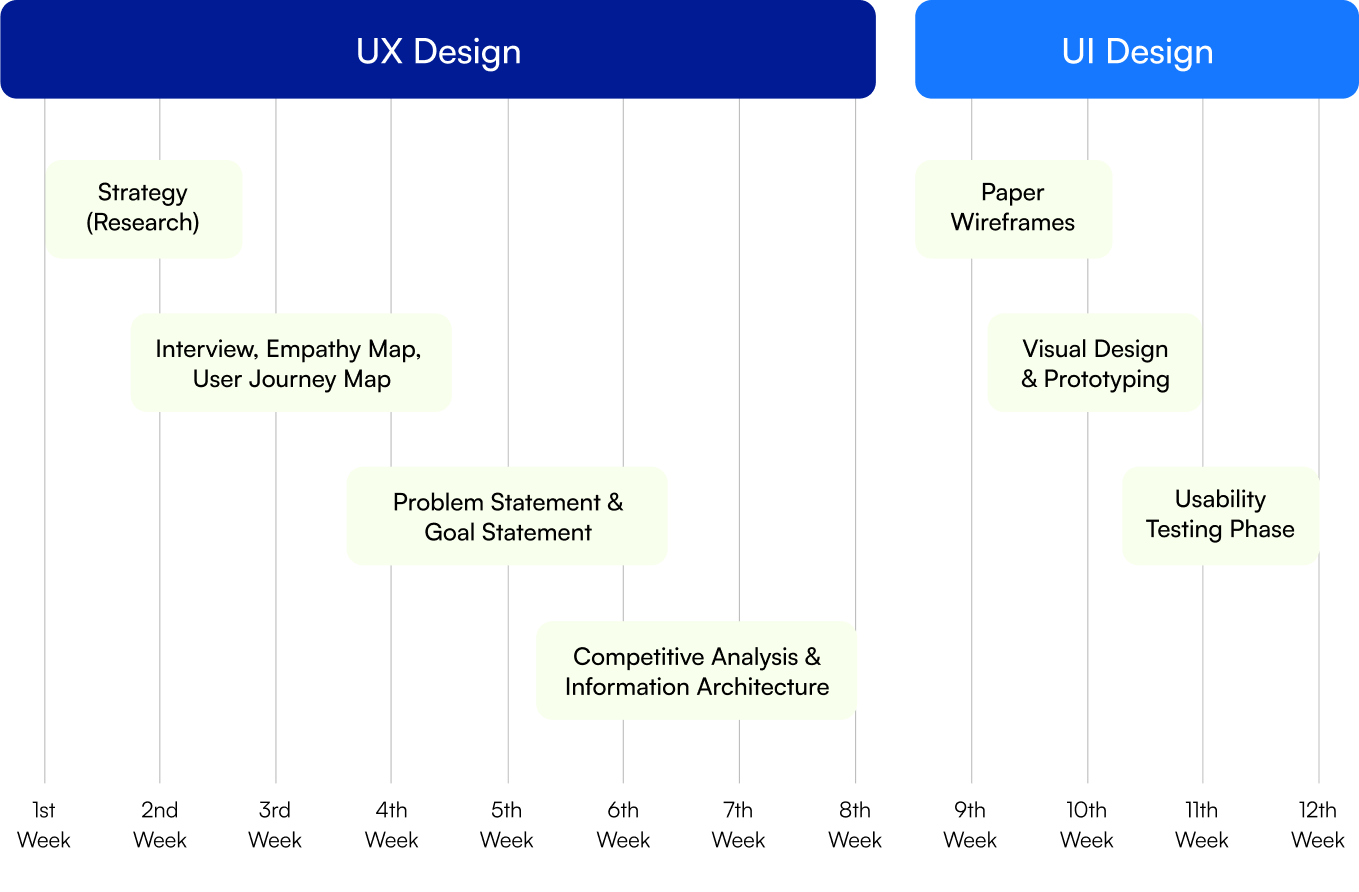 UX Design
UI Design
Strategy
(Research)
Paper
Wireframes
Interview, Empathy Map,
User Journey Map
Visual Design
& Prototyping
Problem Statement &
Goal Statement
Usability
Testing Phase
Competitive Analysis &
Information Architecture
1st
Week
2nd
Week
3rd
Week
4th
Week
5th
Week
6th
Week
7th
Week
8th
Week
9th
Week
10th
Week
11th
Week
12th
Week